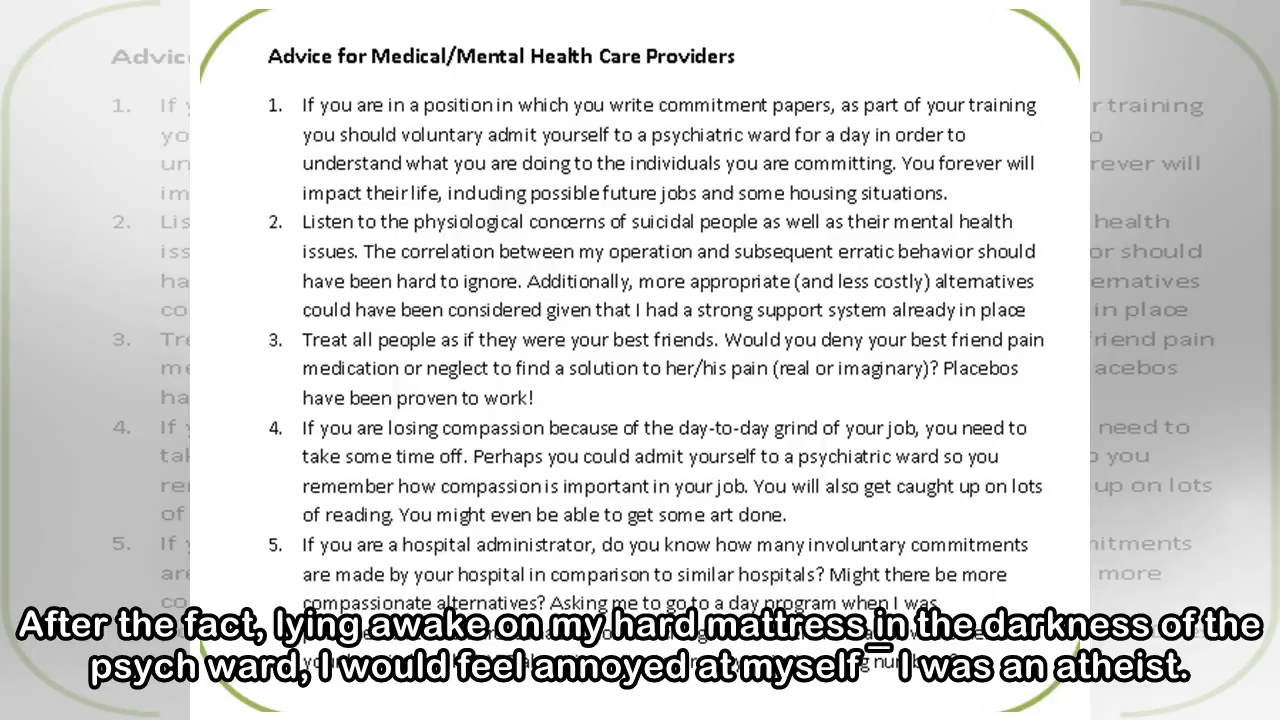 Advice for Medical/Mental Health Care Providers
1. If you are in a position in which you write commitment papers, as part of your training
you should voluntary admit yourself to a psychiatric ward for a day in order to
understand what you are doing to the individuals you are committing. You forever will
impact their life, including possible future jobs and some housing situations.
2. Listen to the physiological concerns of suicidal people as well as their mental health
issues. The correlation between my operation and subsequent erratic behavior should
have been hard to ignore. Additionally, more appropriate (and less costly) alternatives
could have been considered given that I had a strong support system already in place
3. Treat all people as if they were your best friends. Would you deny your best friend pain
medication or neglect to find a solution to her/his pain (real or imaginary)? Placebos
have been proven to work!
4. If you are losing compassion because of the day-to-day grind of your job, you need to
take some time off. Perhaps you could admit yourself to a psychiatric ward so you
remember how compassion is important in your job. You will also get caught up on lots
of reading. You might even be able to get some art done.
5. If you are a hospital administrator, do you know how many involuntary commitments
are made by your hospital in comparison to similar hospitals? Might there be more
compassionate alternatives? Asking me to go to a day program when I was
After the fact, lying awake on my hard mattress in the darkness of the
psych ward, I would feel annoyed at myself – I was an atheist.